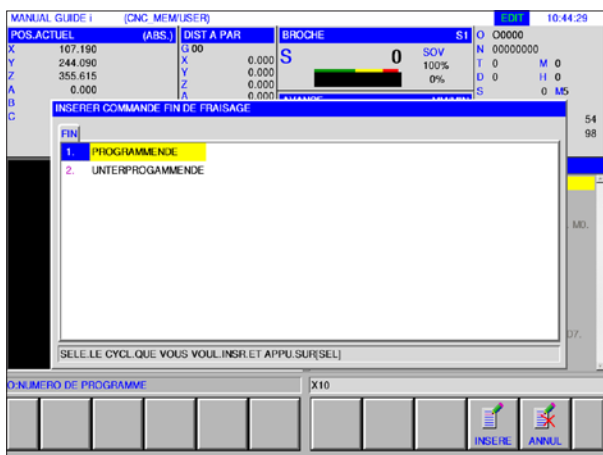 MANUAL GUIDE i (CNC_MEM/USER) EDIT 10:44:29
POS.ACTUEL (ABS.) DIST A PAR BROCHE S1 O O0000
X 107.190 G 00 S 0 SOV N 00000000
Y 244.090 X 0.000 100% T 0 M 0
Z 355.615 Y 0.000 0% D 0 H 0
A 0.000 Z 0.000 S 0 M5
B A 0.000
C INSERER COMMANDE FIN DE FRAISAGE 54
98
FIN
1. PROGRAMMENDE
2. UNTERPROGAMMENDE
M0.
07.
SELE.LE CYCL.QUE VOUS VOUL.INSR.ET APPU.SUR[SEL]
O:NUMERO DE PROGRAMME X10
INSERE ANNUL